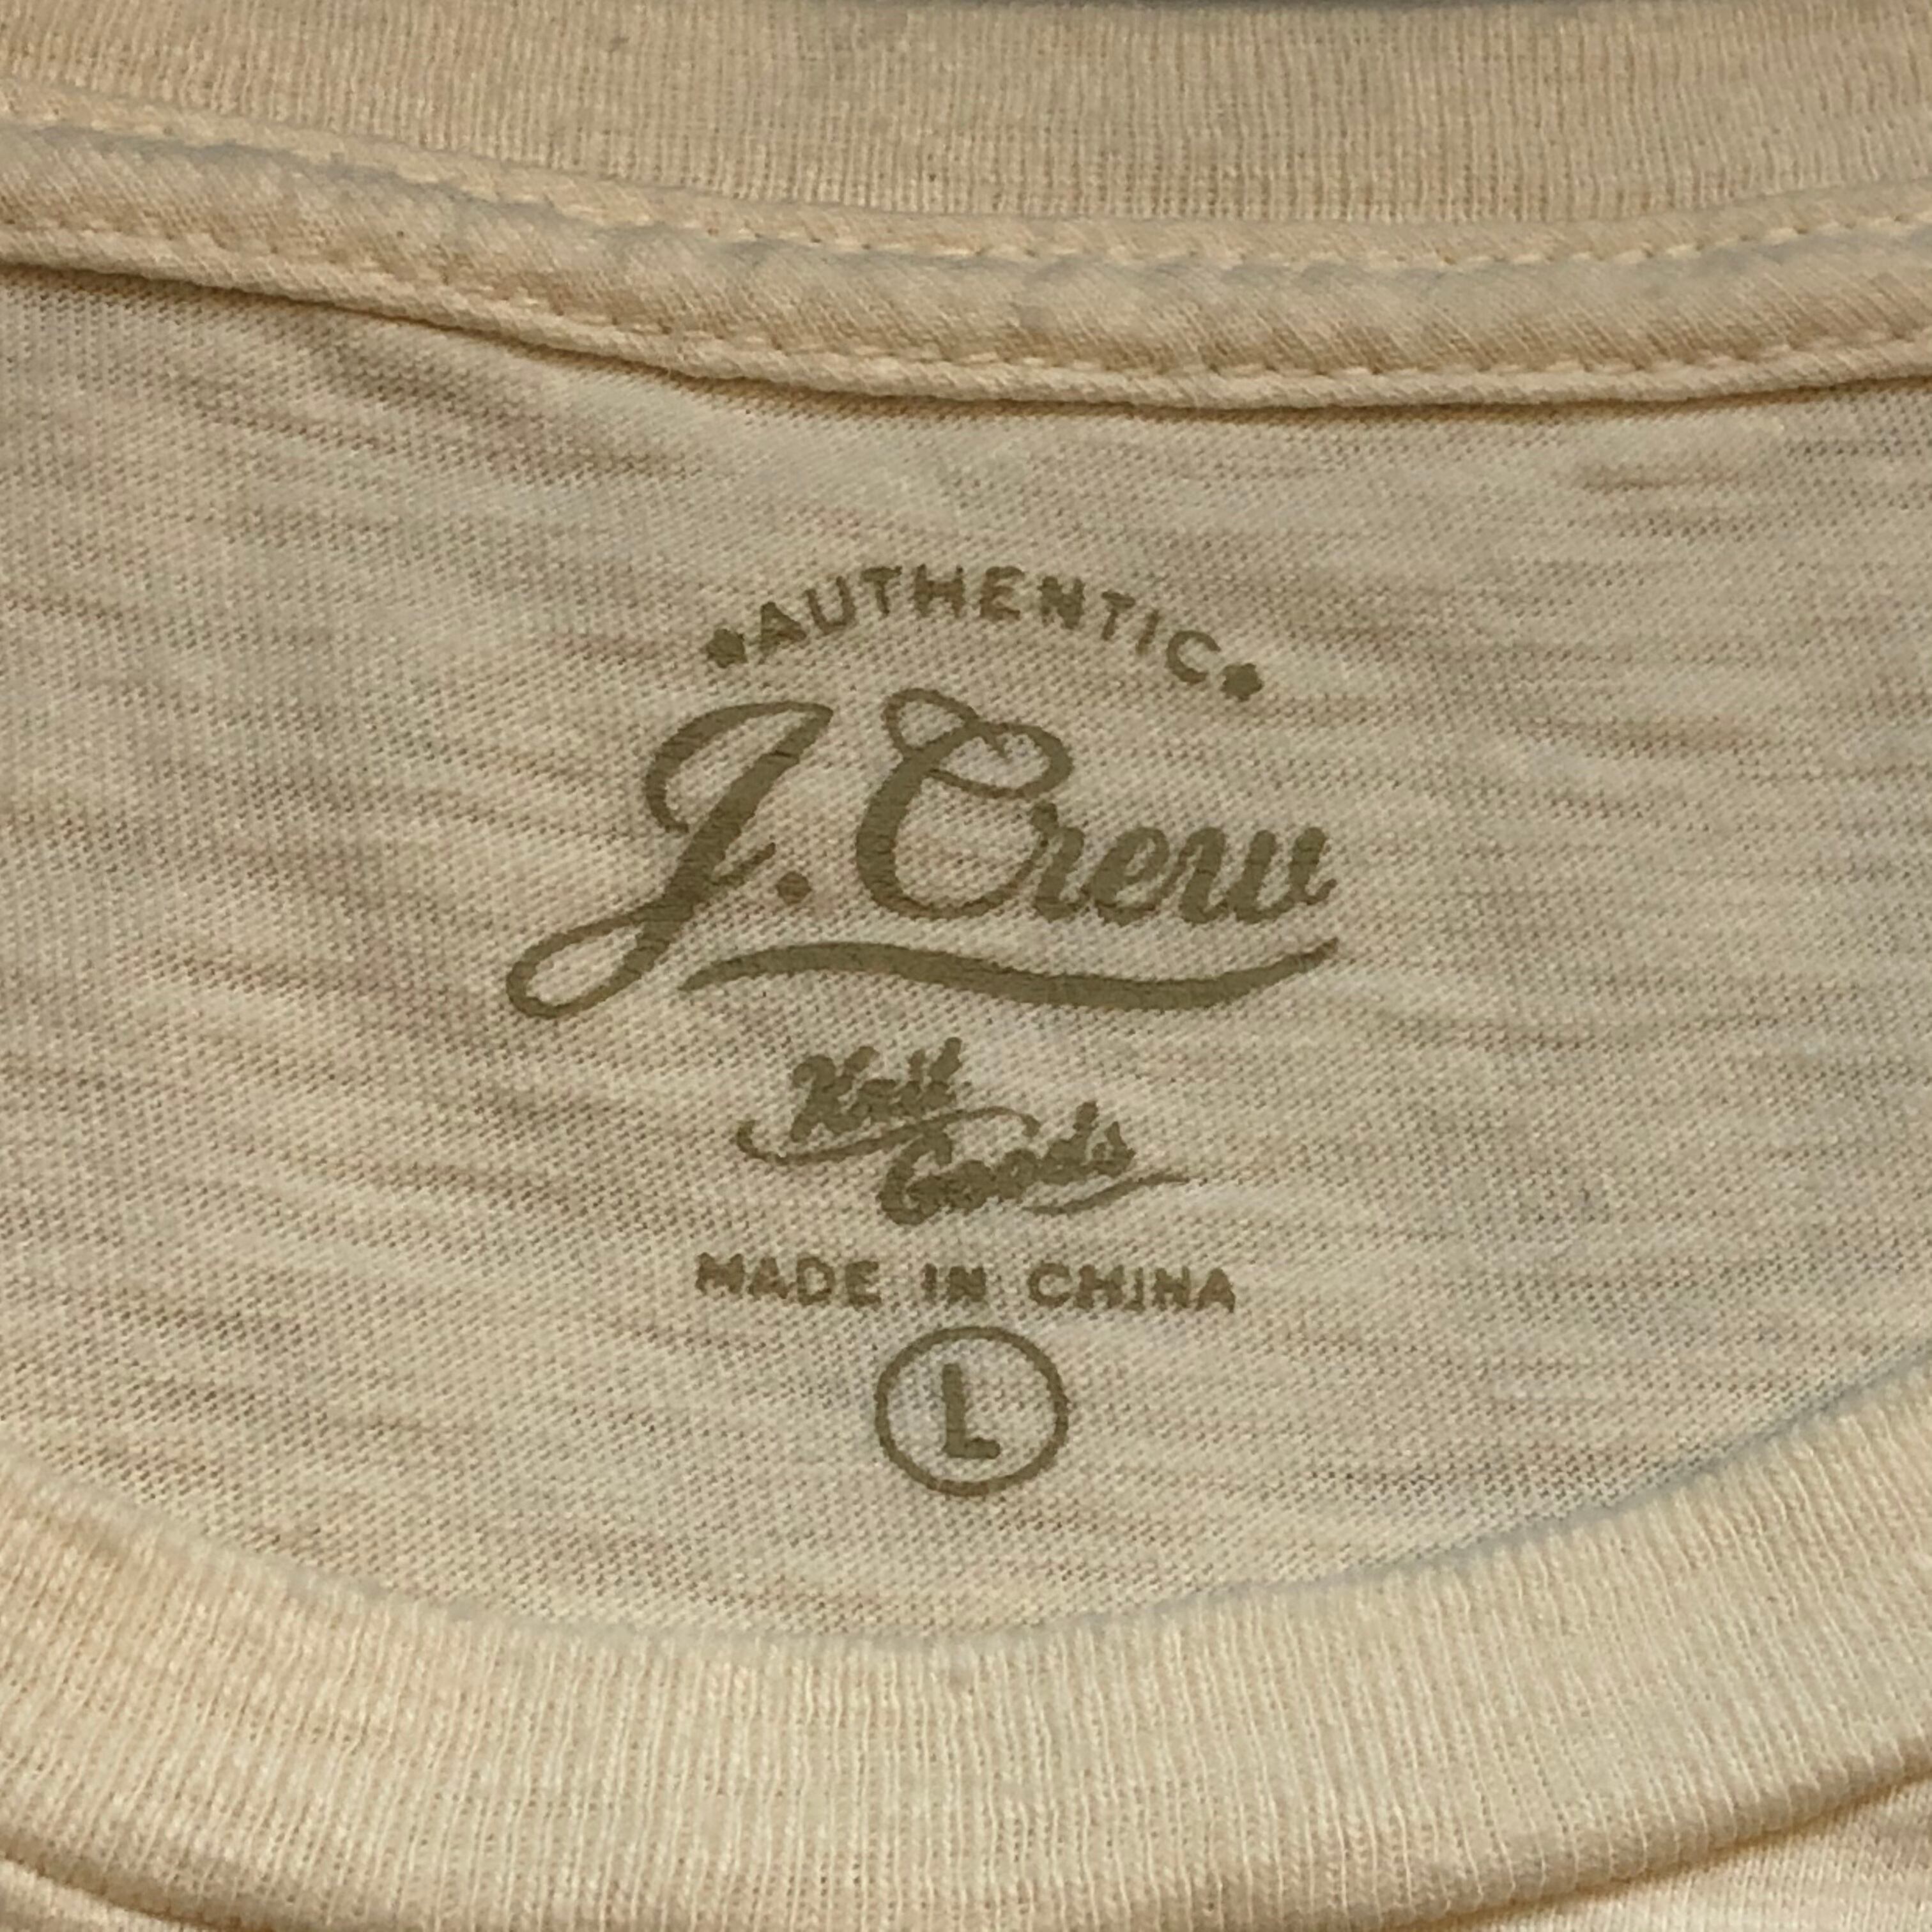 AUTHENTIC
J. Crew
Knit
Goods
MADE IN CHINA
L